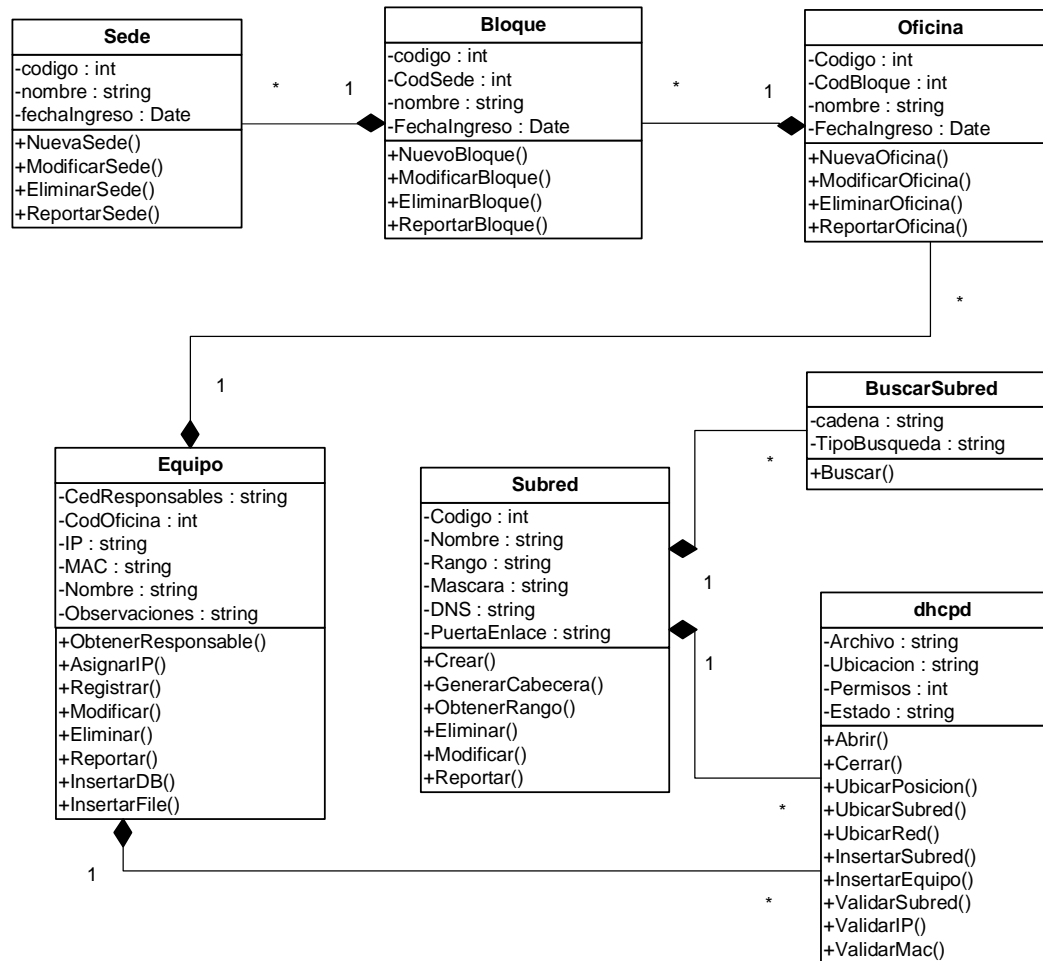 Sede
-codigo : int
-nombre : string
-fechaIngreso : Date
+NuevaSede()
+ModificarSede()
+EliminarSede()
+ReportarSede()
*
1
Bloque
-codigo : int
-CodSede : int
-nombre : string
-FechaIngreso : Date
+NuevoBloque()
+ModificarBloque()
+EliminarBloque()
+ReportarBloque()
*
1
Oficina
-Codigo : int
-CodBloque : int
-nombre : string
-FechaIngreso : Date
+NuevaOficina()
+ModificarOficina()
+EliminarOficina()
+ReportarOficina()
*
1
Equipo
-CedResponsables : string
-CodOficina : int
-IP : string
-MAC : string
-Nombre : string
-Observaciones : string
+ObtenerResponsable()
+AsignarIP()
+Registrar()
+Modificar()
+Eliminar()
+Reportar()
+InsertarDB()
+InsertarFile()
1
*
Subred
-Codigo : int
-Nombre : string
-Rango : string
-Mascara : string
-DNS : string
-PuertaEnlace : string
+Crear()
+GenerarCabecera()
+ObtenerRango()
+Eliminar()
+Modificar()
+Reportar()
1
*
1
*
BuscarSubred
-cadena : string
-TipoBusqueda : string
+Buscar()
dhcpd
-Archivo : string
-Ubicacion : string
-Permisos : int
-Estado : string
+Abrir()
+Cerrar()
+UbicarPosicion()
+UbicarSubred()
+UbicarRed()
+InsertarSubred()
+InsertarEquipo()
+ValidarSubred()
+ValidarIP()
+ValidarMac()